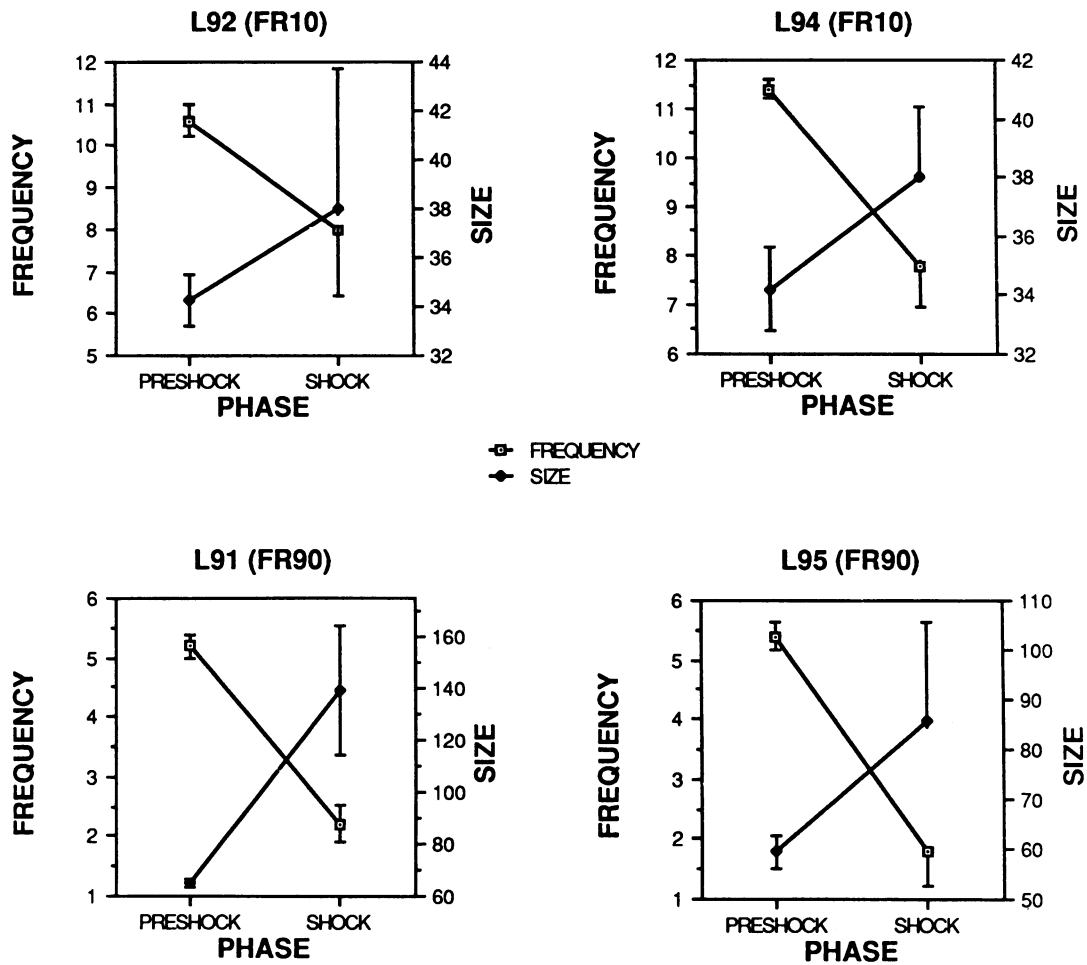 L92 (FR10)
FREQUENCY
12
11
10
9
8
7
6
5
44
42
40
38
36
34
32
SIZE
PRESHOCK SHOCK
PHASE
L94 (FR10)
FREQUENCY
12
11
10
9
8
7
6
42
40
38
36
34
32
SIZE
PRESHOCK SHOCK
PHASE
FREQUENCY
SIZE
L91 (FR90)
FREQUENCY
6
5
4
3
2
1
160
140
120
100
80
60
SIZE
PRESHOCK SHOCK
PHASE
L95 (FR90)
FREQUENCY
6
5
4
3
2
1
110
100
90
80
70
60
50
SIZE
PRESHOCK SHOCK
PHASE